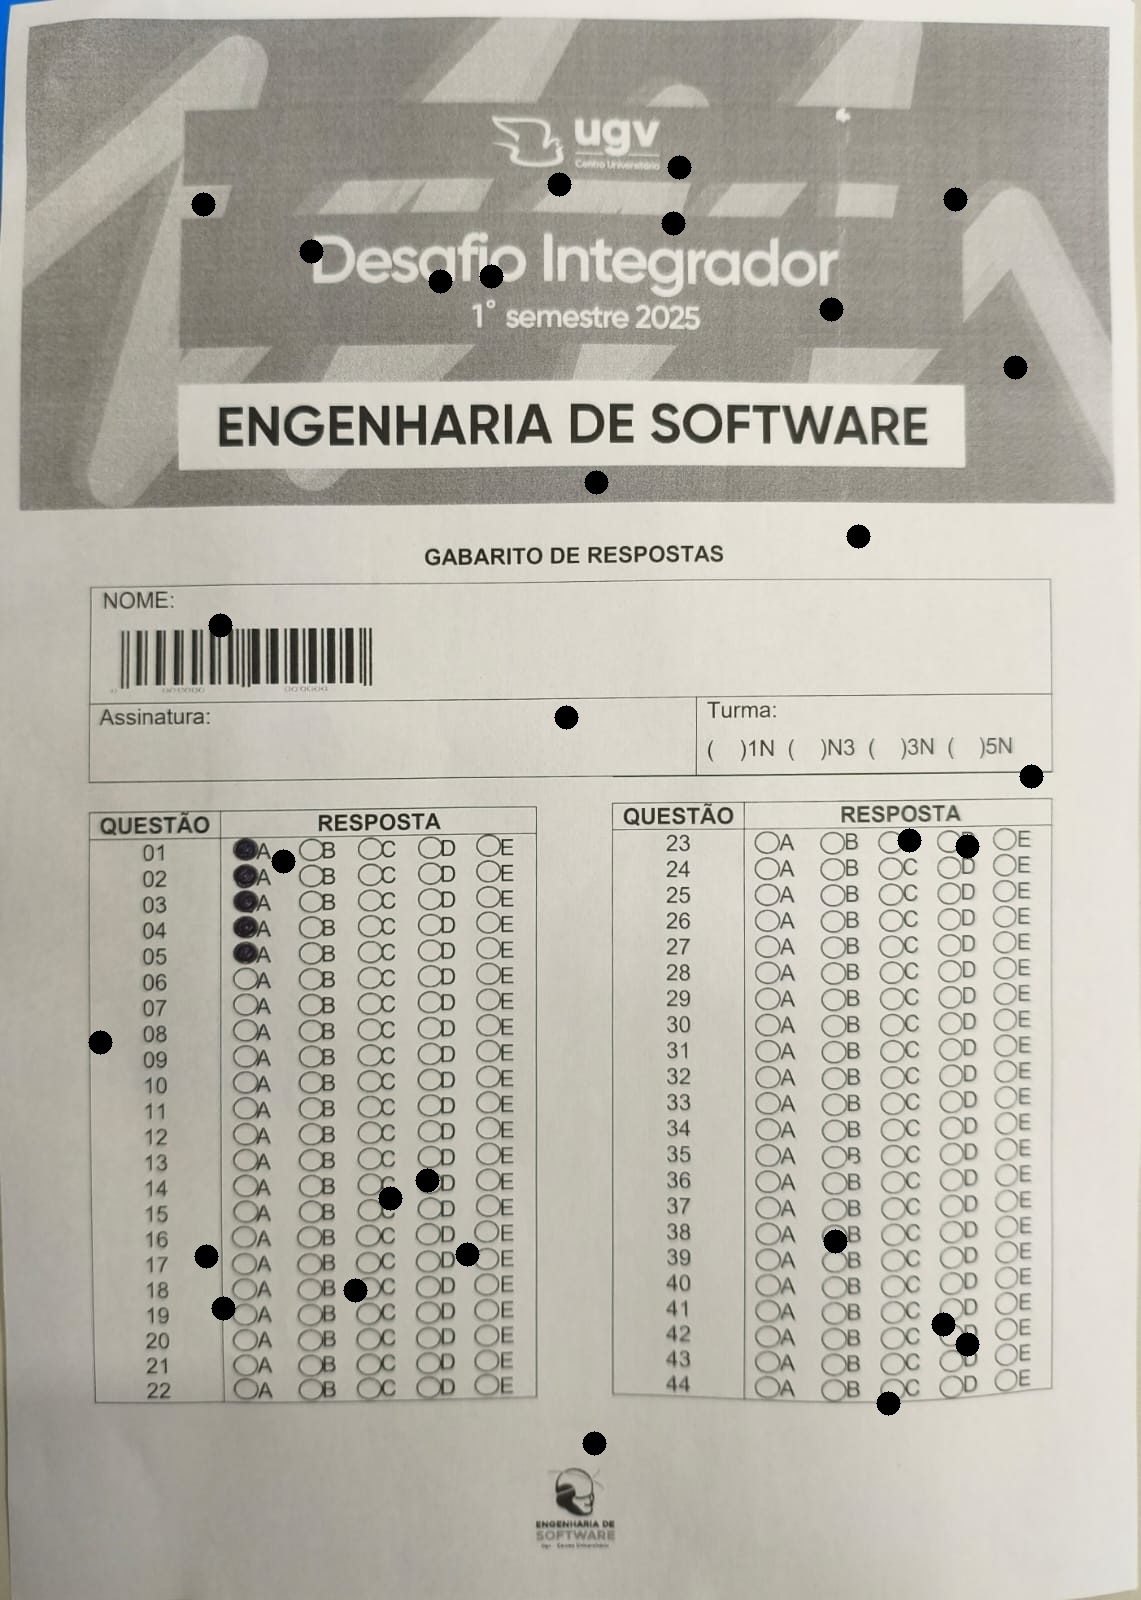 ugv
Centro Universitário
Desafio Integrador
1° semestre 2025
ENGENHARIA DE SOFTWARE
GABARITO DE RESPOSTAS
NOME:
Assinatura:
Turma:
( )1N ( )N3 ( )3N ( )5N
QUESTÃO RESPOSTA
01 A B C D E
02 A B C D E
03 A B C D E
04 A B C D E
05 A B C D E
06 A B C D E
07 A B C D E
08 A B C D E
09 A B C D E
10 A B C D E
11 A B C D E
12 A B C D E
13 A B C D E
14 A B C D E
15 A B C D E
16 A B C D E
17 A B C D E
18 A B C D E
19 A B C D E
20 A B C D E
21 A B C D E
22 A B C D E
QUESTÃO RESPOSTA
23 A B D E
24 A B C D E
25 A B C D E
26 A B C D E
27 A B C D E
28 A B C D E
29 A B C D E
30 A B C D E
31 A B C D E
32 A B C D E
33 A B C D E
34 A B C D E
35 A B C D E
36 A B C D E
37 A B C D E
38 A B C D E
39 A B C D E
40 A B C D E
41 A B C D E
42 A B C D E
43 A B C D E
44 A B C D E
ENGENHARIA DE
SOFTWARE